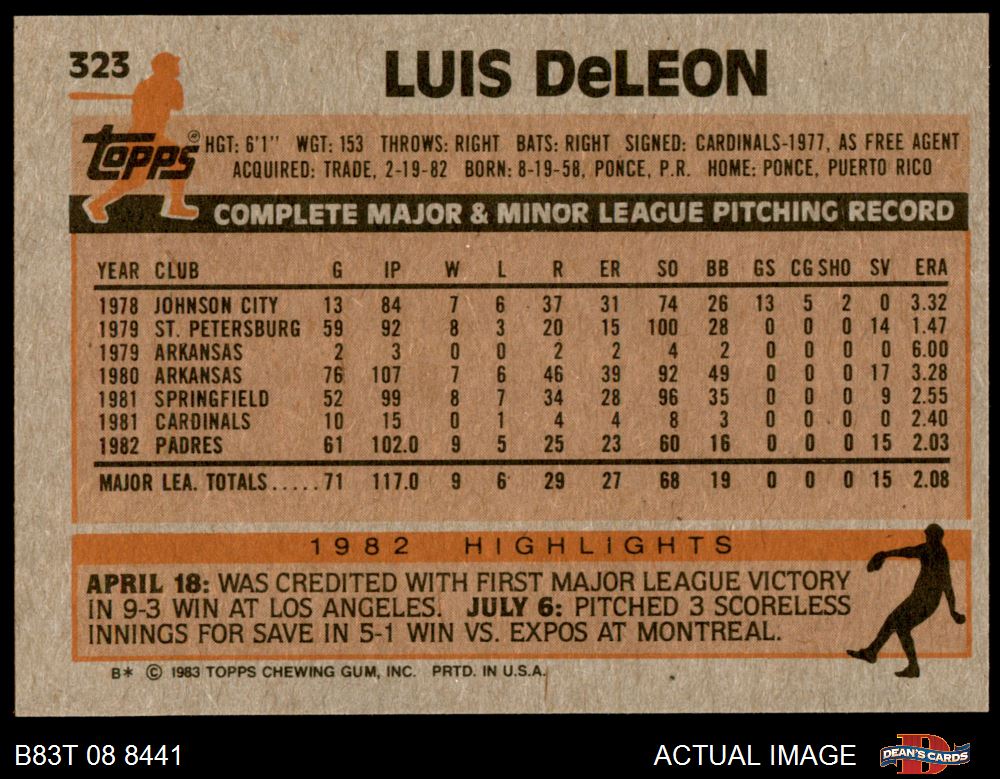 323
LUIS DeLEON
topps®
HGT: 6'1" WGT: 153 THROWS: RIGHT BATS: RIGHT SIGNED: CARDINALS-1977, AS FREE AGENT
ACQUIRED: TRADE, 2-19-82 BORN: 8-19-58, PONCE, P.R. HOME: PONCE, PUERTO RICO
COMPLETE MAJOR & MINOR LEAGUE PITCHING RECORD
YEAR CLUB G IP W L R ER SO BB GS CG SHO SV ERA
1978 JOHNSON CITY 13 84 7 6 37 31 74 26 13 5 2 0 3.32
1979 ST. PETERSBURG 59 92 8 3 20 15 100 28 0 0 0 14 1.47
1979 ARKANSAS 2 3 0 0 2 2 4 2 0 0 0 0 6.00
1980 ARKANSAS 76 107 7 6 46 39 92 49 0 0 0 17 3.28
1981 SPRINGFIELD 52 99 8 7 34 28 96 35 0 0 0 9 2.55
1981 CARDINALS 10 15 0 1 4 4 8 3 0 0 0 0 2.40
1982 PADRES 61 102.0 9 5 25 23 60 16 0 0 0 15 2.03
MAJOR LEA. TOTALS.....71 117.0 9 6 29 27 68 19 0 0 0 15 2.08
1982 HIGHLIGHTS
APRIL 18: WAS CREDITED WITH FIRST MAJOR LEAGUE VICTORY
IN 9-3 WIN AT LOS ANGELES. JULY 6: PITCHED 3 SCORELESS
INNINGS FOR SAVE IN 5-1 WIN VS. EXPOS AT MONTREAL.
B* © 1983 TOPPS CHEWING GUM, INC. PRTD. IN U.S.A.
B83T 08 8441
ACTUAL IMAGE
D
DEAN'S CARDS